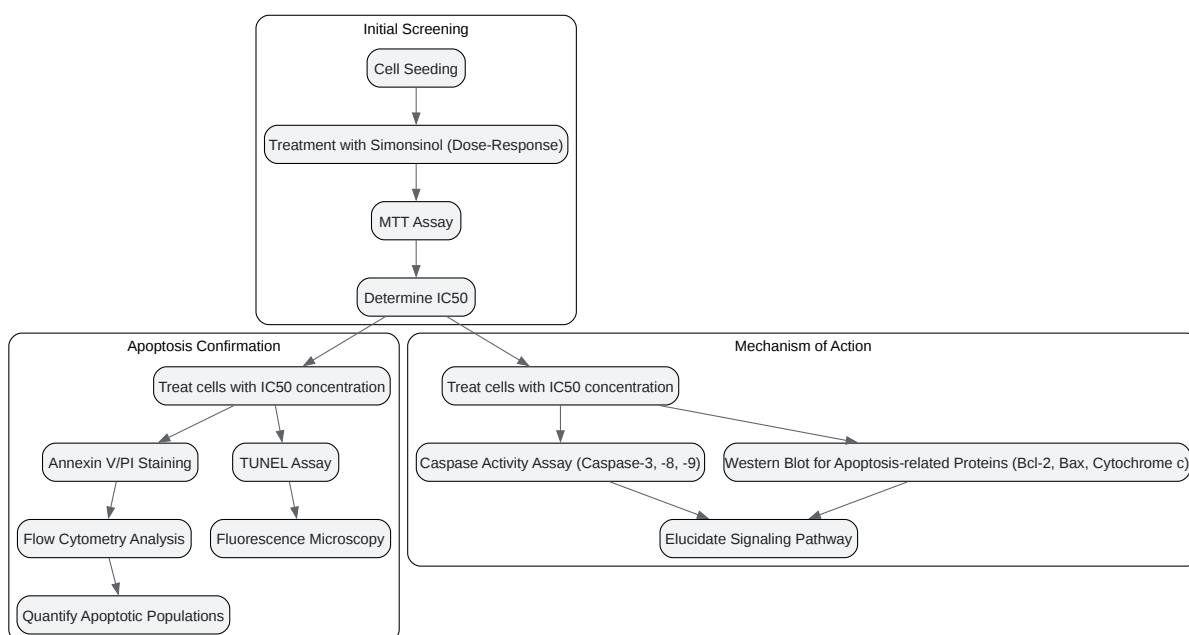 Initial Screening
Cell Seeding
Treatment with Simonsinol (Dose-Response)
MTT Assay
Determine IC50
Apoptosis Confirmation
Treat cells with IC50 concentration
Annexin V/PI Staining
TUNEL Assay
Flow Cytometry Analysis
Fluorescence Microscopy
Quantify Apoptotic Populations
Mechanism of Action
Treat cells with IC50 concentration
Caspase Activity Assay (Caspase-3, -8, -9)
Western Blot for Apoptosis-related Proteins (Bcl-2, Bax, Cytochrome c)
Elucidate Signaling Pathway